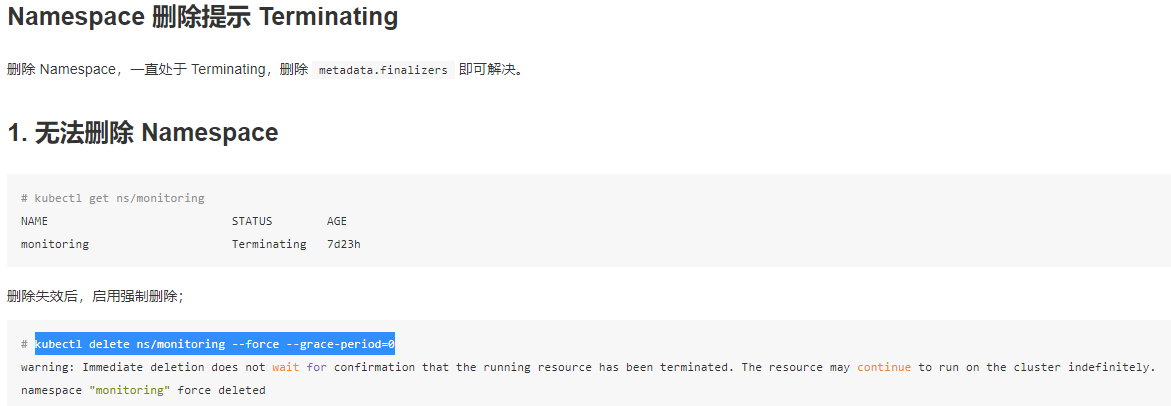 Namespace 删除提示 Terminating
删除 Namespace，一直处于 Terminating，删除 metadata.finalizers 即可解决。
1. 无法删除 Namespace
# kubectl get ns/monitoring
NAME STATUS AGE
monitoring Terminating 7d23h
删除失效后，启用强制删除；
# kubectl delete ns/monitoring --force --grace-period=0
warning: Immediate deletion does not wait for confirmation that the running resource has been terminated. The resource may continue to run on the cluster indefinitely.
namespace "monitoring" force deleted